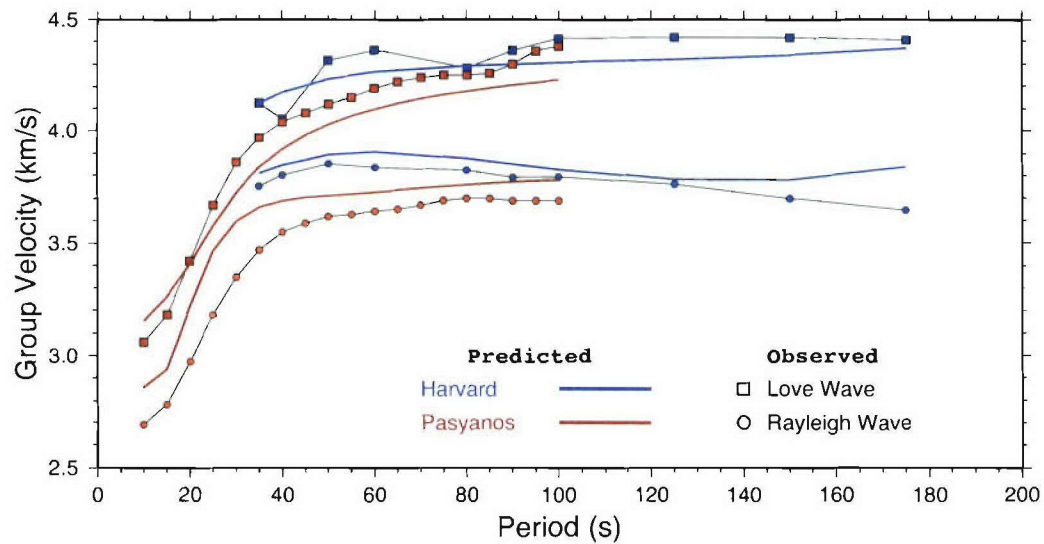 4.5
4.0
3.5
3.0
2.5
Group Velocity (km/s)
Predicted Observed
Harvard Love Wave
Pasyanos Rayleigh Wave
0 20 40 60 80 100 120 140 160 180 200
Period (s)